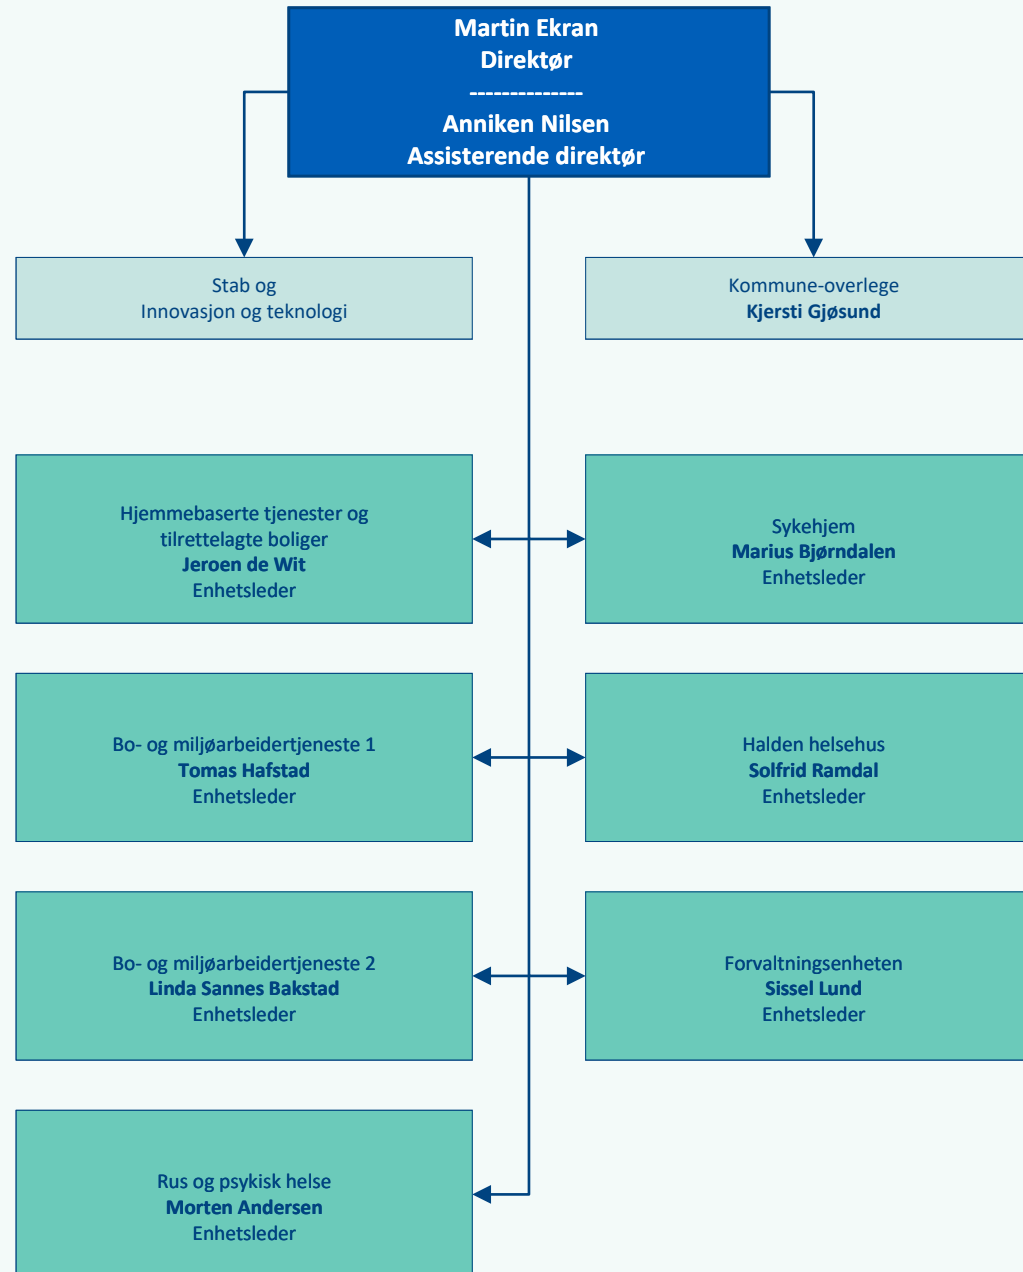 Martin Ekran
Direktør
--------------
Anniken Nilsen
Assisterende direktør
Stab og
Innovasjon og teknologi
Kommune-overlege
Kjersti Gjøsund
Hjemmebaserte tjenester og
tilrettelagte boliger
Jeroen de Wit
Enhetsleder
Sykehjem
Marius Bjørndalen
Enhetsleder
Bo- og miljøarbeidertjeneste 1
Tomas Hafstad
Enhetsleder
Halden helsehus
Solfrid Ramdal
Enhetsleder
Bo- og miljøarbeidertjeneste 2
Linda Sannes Bakstad
Enhetsleder
Forvaltningsenheten
Sissel Lund
Enhetsleder
Rus og psykisk helse
Morten Andersen
Enhetsleder